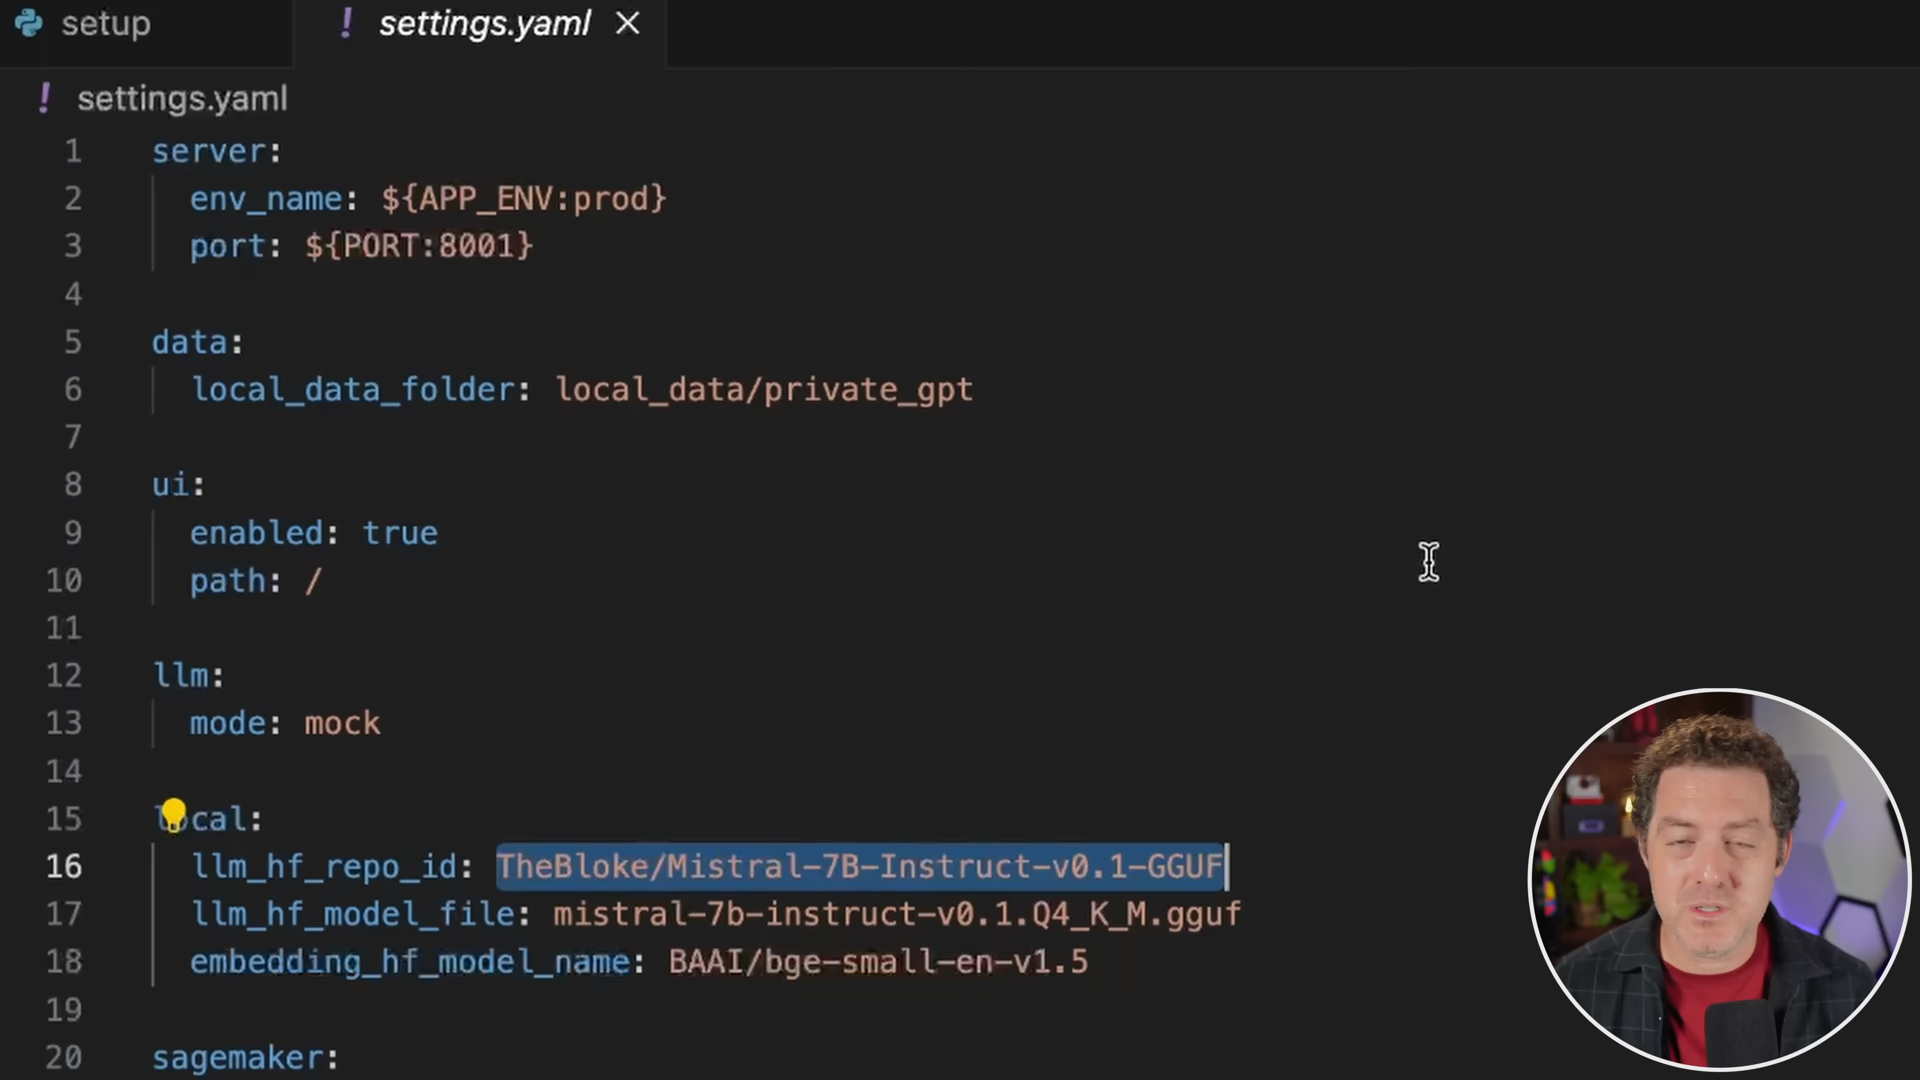 setup
! settings.yaml
! settings.yaml
1 server:
2 env_name: ${APP_ENV:prod}
3 port: ${PORT:8001}
4
5 data:
6 local_data_folder: local_data/private_gpt
7
8 ui:
9 enabled: true
10 path: /
11
12 llm:
13 mode: mock
14
15 local:
16 llm_hf_repo_id: TheBloke/Mistral-7B-Instruct-v0.1-GGUF
17 llm_hf_model_file: mistral-7b-instruct-v0.1.Q4_K_M.gguf
18 embedding_hf_model_name: BAAI/bge-small-en-v1.5
19
20 sagemaker: